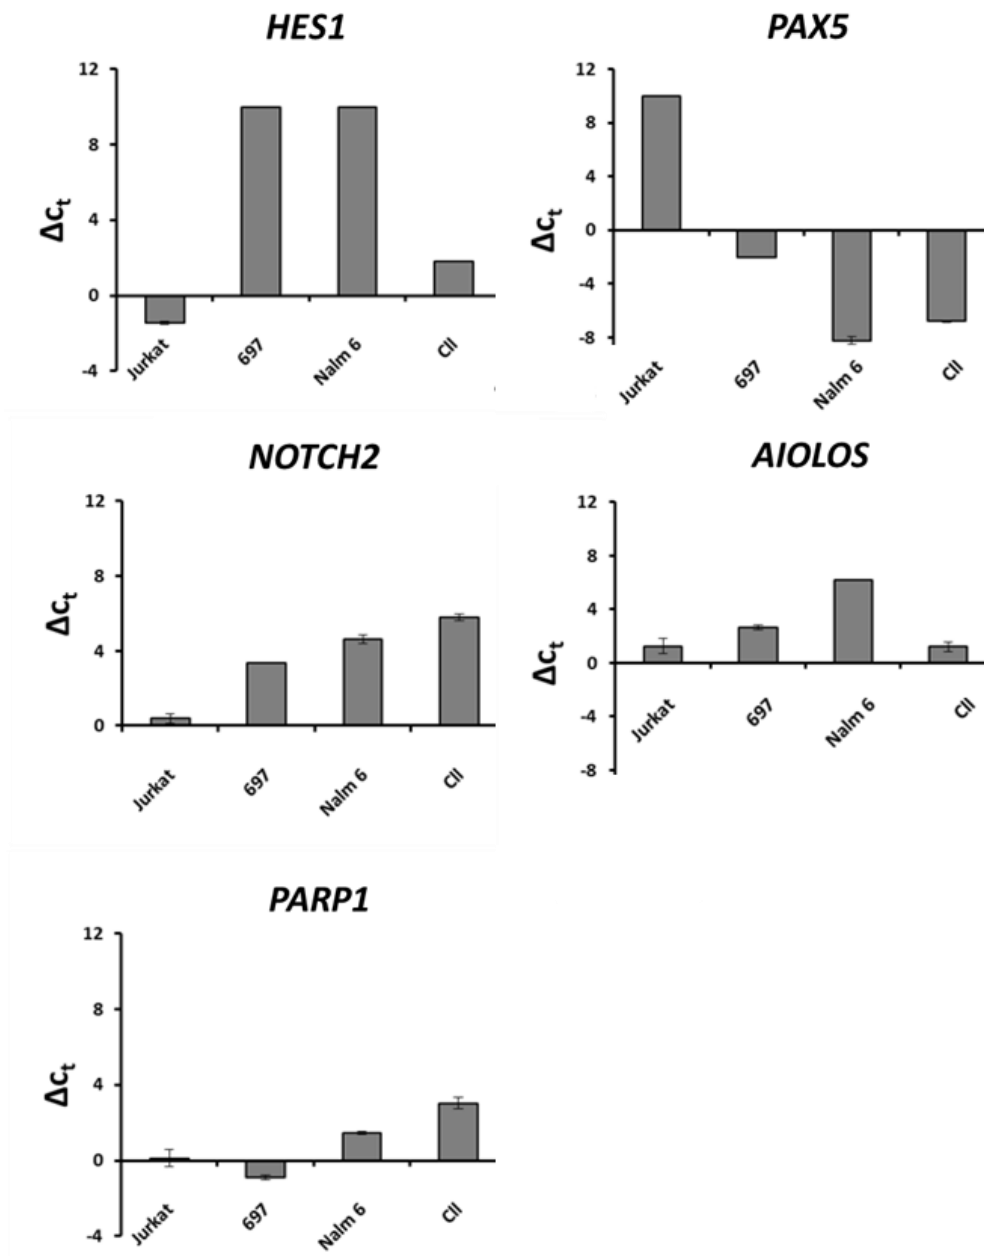 HES1
12
8
4
0
-4
Δct
Jurkat
697
Nalm 6
Cll
PAX5
12
8
4
0
-4
-8
Δct
Jurkat
697
Nalm 6
Cll
NOTCH2
12
8
4
0
Δct
Jurkat
697
Nalm 6
Cll
AIOLOS
12
8
4
0
-4
-8
Δct
Jurkat
697
Nalm 6
Cll
PARP1
12
8
4
0
-4
Δct
Jurkat
697
Nalm 6
Cll